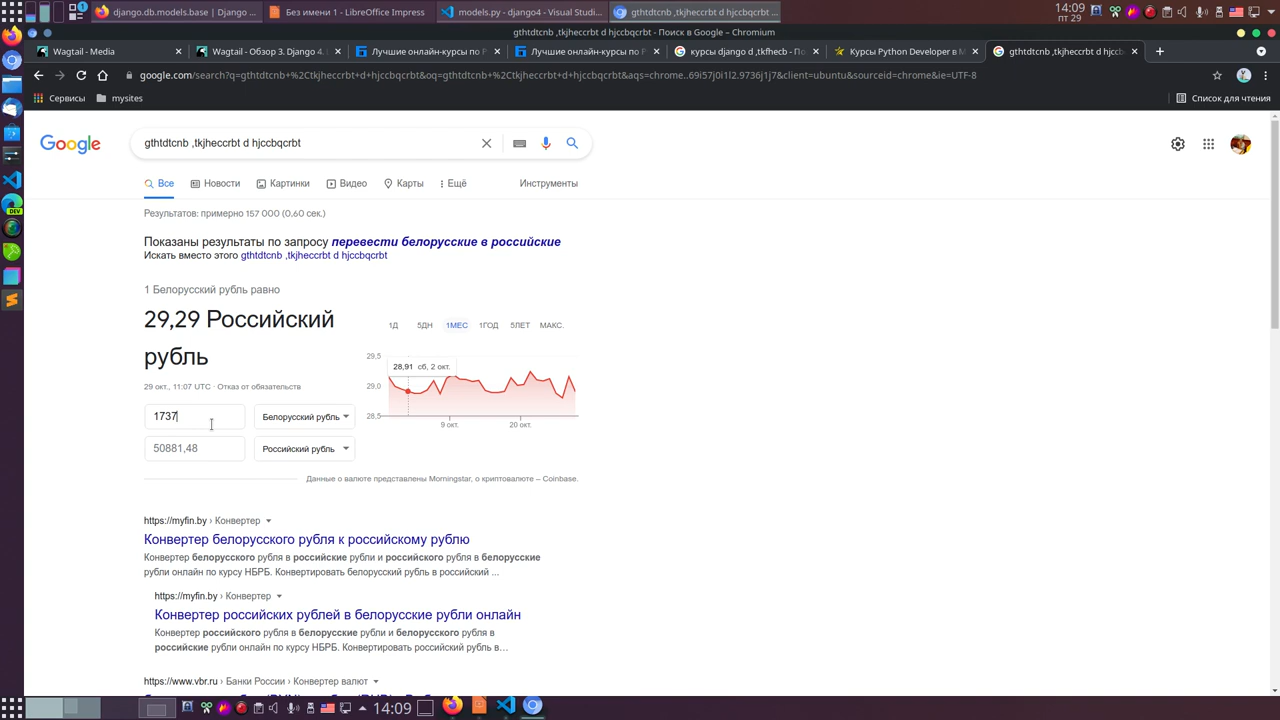 14:09
ПТ 29
django.db.models.base | Django ...
Без имени 1 - LibreOffice Impress
models.py - django4 - Visual Studi...
gthtdtcnb ,tkjheccrbt d hjccbqcrbt ...
gthtdtcnb ,tkjheccrbt d hjccbqcrbt - Поиск в Google – Chromium
Wagtail - Media
Wagtail - Обзор 3. Django 4.
Лучшие онлайн-курсы по P
Лучшие онлайн-курсы по P
курсы django d ,tkfhecb - По
Курсы Python Developer в М
gthtdtcnb ,tkjheccrbt d hjccb
google.com/search?q=gthtdtcnb+%2Ctkjheccrbt+d+hjccbqcrbt&oq=gthtdtcnb+%2Ctkjheccrbt+d+hjccbqcrbt&aqs=chrome..69i57j0i1l2.9736j1j7&client=ubuntu&sourceid=chrome&ie=UTF-8
Сервисы
mysites
Список для чтения
Google
gthtdtcnb ,tkjheccrbt d hjccbqcrbt
Все
Новости
Картинки
Видео
Карты
Ещё
Инструменты
Результатов: примерно 157 000 (0,60 сек.)
Показаны результаты по запросу перевести белорусские в российские
Искать вместо этого gthtdtcnb ,tkjheccrbt d hjccbqcrbt
1 Белорусский рубль равно
29,29 Российский
рубль
29 окт., 11:07 UTC · Отказ от обязательств
1737
Белорусский рубль
50881,48
Российский рубль
1Д
5ДН
1МЕС
1ГОД
5ЛЕТ
МАКС.
28,91 сб, 2 окт.
29,5
29,0
28,5
9 окт.
20 окт.
Данные о валюте представлены Morningstar, о криптовалюте – Coinbase.
https://myfin.by › Конвертер
Конвертер белорусского рубля к российскому рублю
Конвертер белорусского рубля в российские рубли и российского рубля в белорусские
рубли онлайн по курсу НБРБ. Конвертировать белорусский рубль в российский ...
https://myfin.by › Конвертер
Конвертер российских рублей в белорусские рубли онлайн
Конвертер российского рубля в белорусские рубли и белорусского рубля в
российские рубли онлайн по курсу НБРБ. Конвертировать российский рубль в...
https://www.vbr.ru › Банки России › Конвертер валют
DEV
14:09